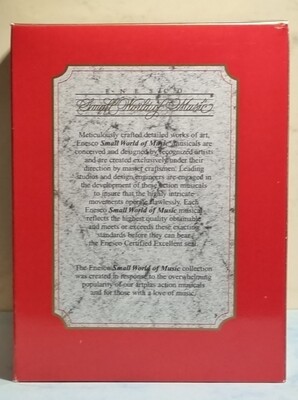 ENESCO
Small World of Music
Meticulously crafted detailed works of art,
Enesco Small World of Music musicals are
conceived and designed by recognized artists
and are created exclusively under their
direction by master craftsmen. Leading
studios and design engineers are engaged in
the development of these action musicals
to insure that the highly intricate
movements operate flawlessly. Each
Enesco Small World of Music musical
reflects the highest quality obtainable
and meets or exceeds these exacting
standards before they can bear
the Enesco Certified Excellent seal.
The Enesco Small World of Music collection
was created in response to the overwhelming
popularity of our artplas action musicals
and for those with a love of music.